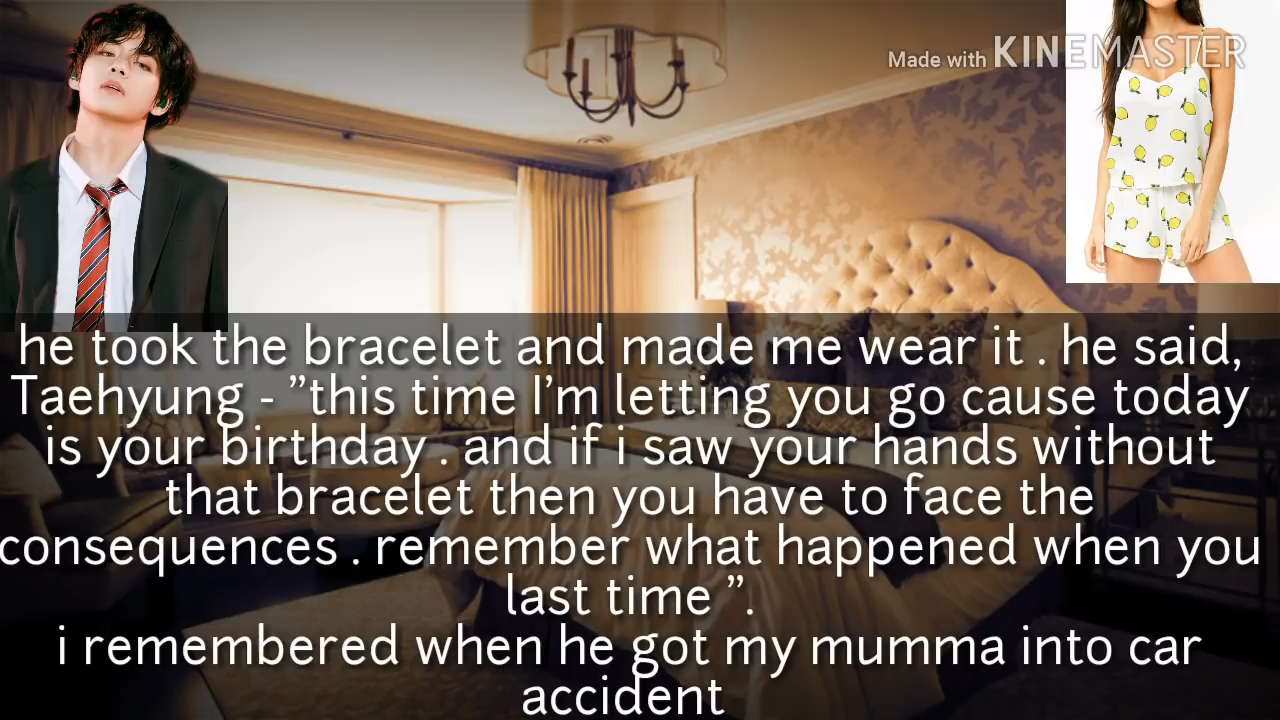 Made with KINEMASTER
he took the bracelet and made me wear it . he said,
Taehyung - ”this time I’m letting you go cause today
is your birthday . and if i saw your hands without
that bracelet then you have to face the
consequences . remember what happened when you
last time ”.
i remembered when he got my mumma into car
accident